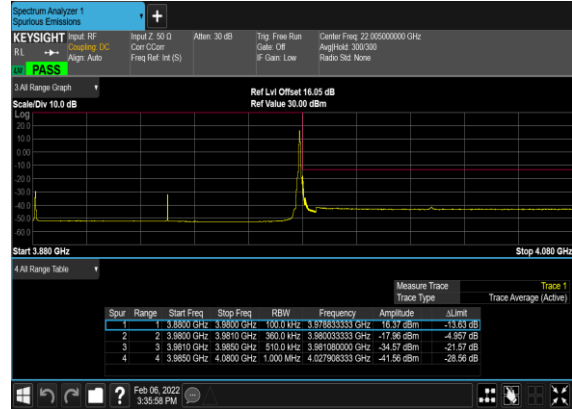 Spectrum Analyzer 1
Spurious Emissions
KEYSIGHT Input: RF Input Z: 50 Ω Atten: 30 dB Trig: Free Run Center Freq: 22.005000000 GHz
RL Coupling: DC Corr CCorr Gate: Off Avg|Hold: 300/300
Align: Auto Freq Ref: Int (S) IF Gain: Low Radio Std: None
PASS
3 All Range Graph
Ref Lvl Offset 16.05 dB
Scale/Div 10.0 dB Ref Value 30.00 dBm
Log
20.0
10.0
0.00
-10.0
-20.0
-30.0
-40.0
-50.0
-60.0
Start 3.880 GHz Stop 4.080 GHz
4 All Range Table
Measure Trace Trace 1
Trace Type Trace Average (Active)
Spur Range Start Freq Stop Freq RBW Frequency Amplitude ΔLimit
1 1 3.8800 GHz 3.9800 GHz 100.0 kHz 3.978833333 GHz 16.37 dBm -13.63 dB
2 2 3.9800 GHz 3.9810 GHz 360.0 kHz 3.980033333 GHz -17.96 dBm -4.957 dB
3 3 3.9810 GHz 3.9850 GHz 510.0 kHz 3.981080000 GHz -34.57 dBm -21.57 dB
4 4 3.9850 GHz 4.0800 GHz 1.000 MHz 4.027908333 GHz -41.56 dBm -28.56 dB
? Feb 06, 2022
3:35:58 PM